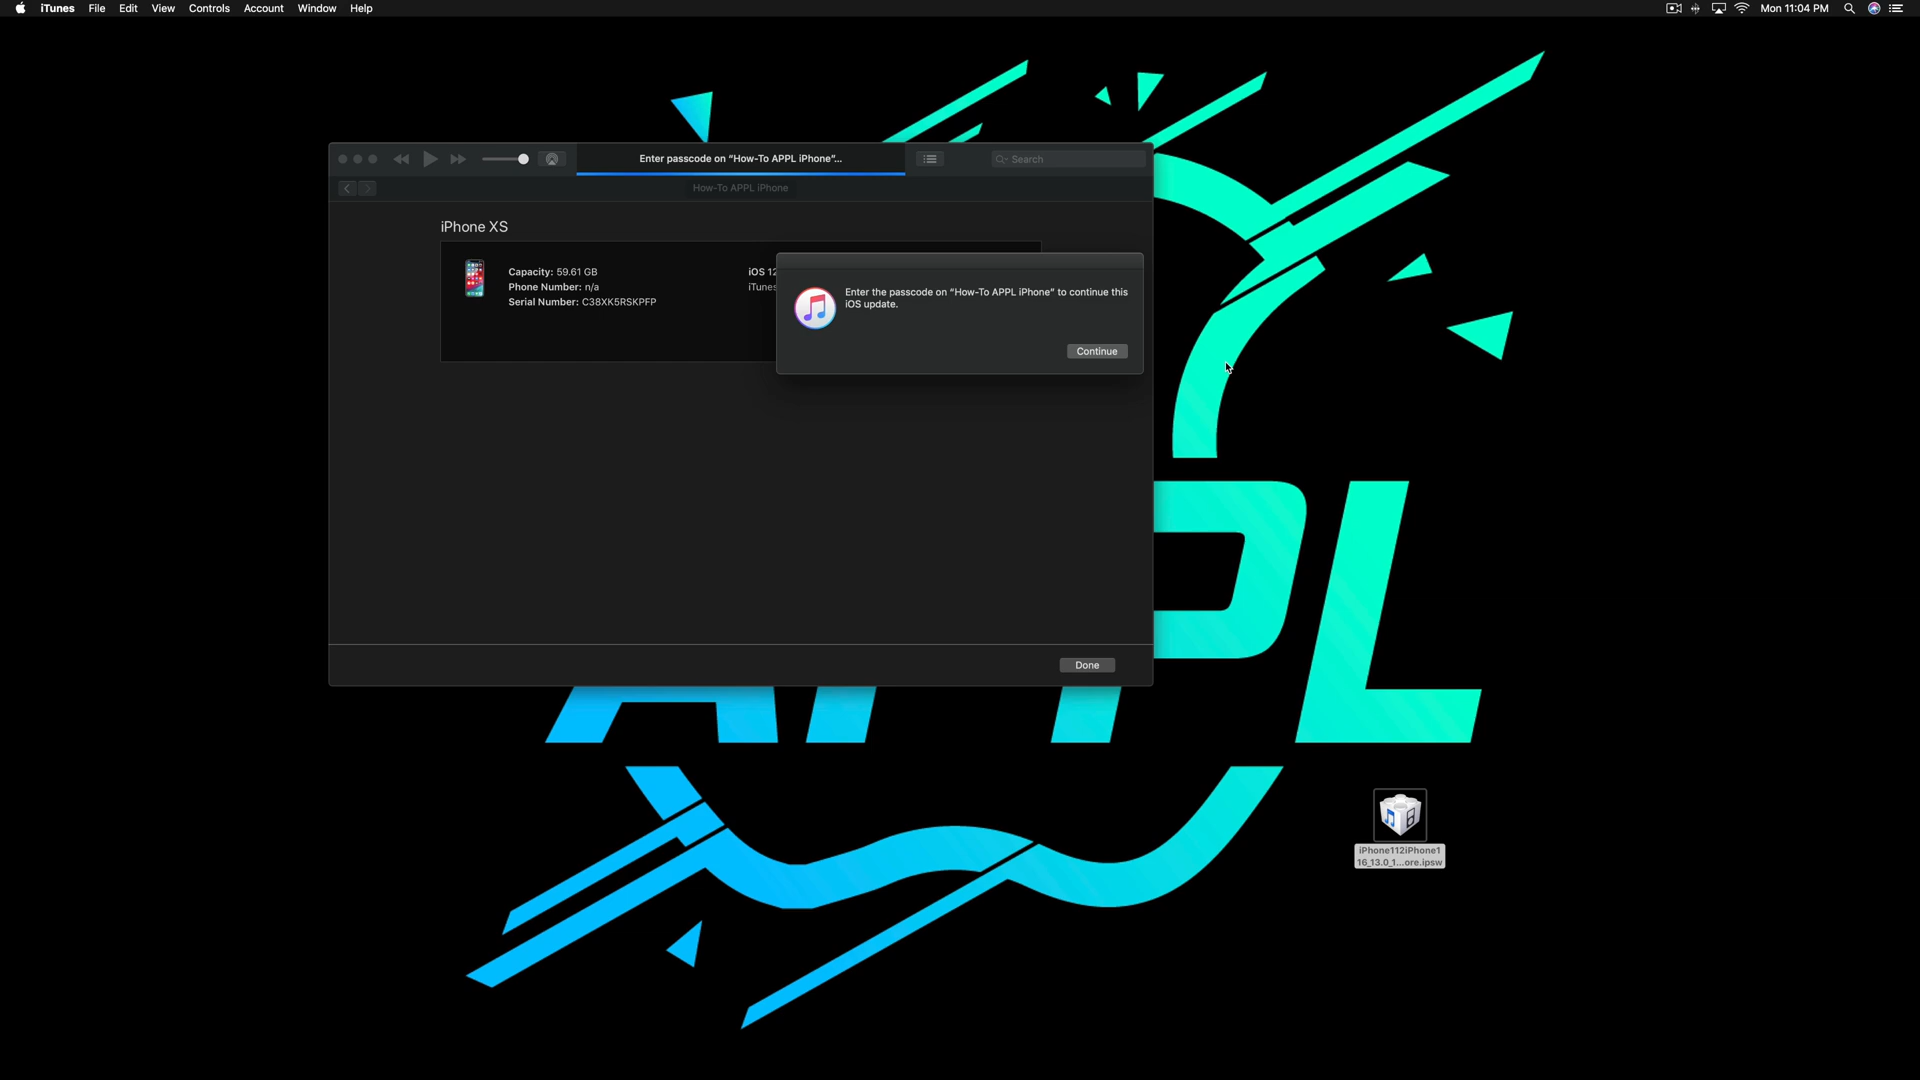 iTunes File Edit View Controls Account Window Help Mon 11:04 PM
Enter passcode on “How-To APPL iPhone”... Search
How-To APPL iPhone
iPhone XS
Capacity: 59.61 GB
Phone Number: n/a
Serial Number: C38XK5RSKPFP
iOS 12
iTunes
Enter the passcode on “How-To APPL iPhone” to continue this
iOS update.
Continue
Done
APPL
iPhone112iPhone1
16_13.0_1...ore.ipsw